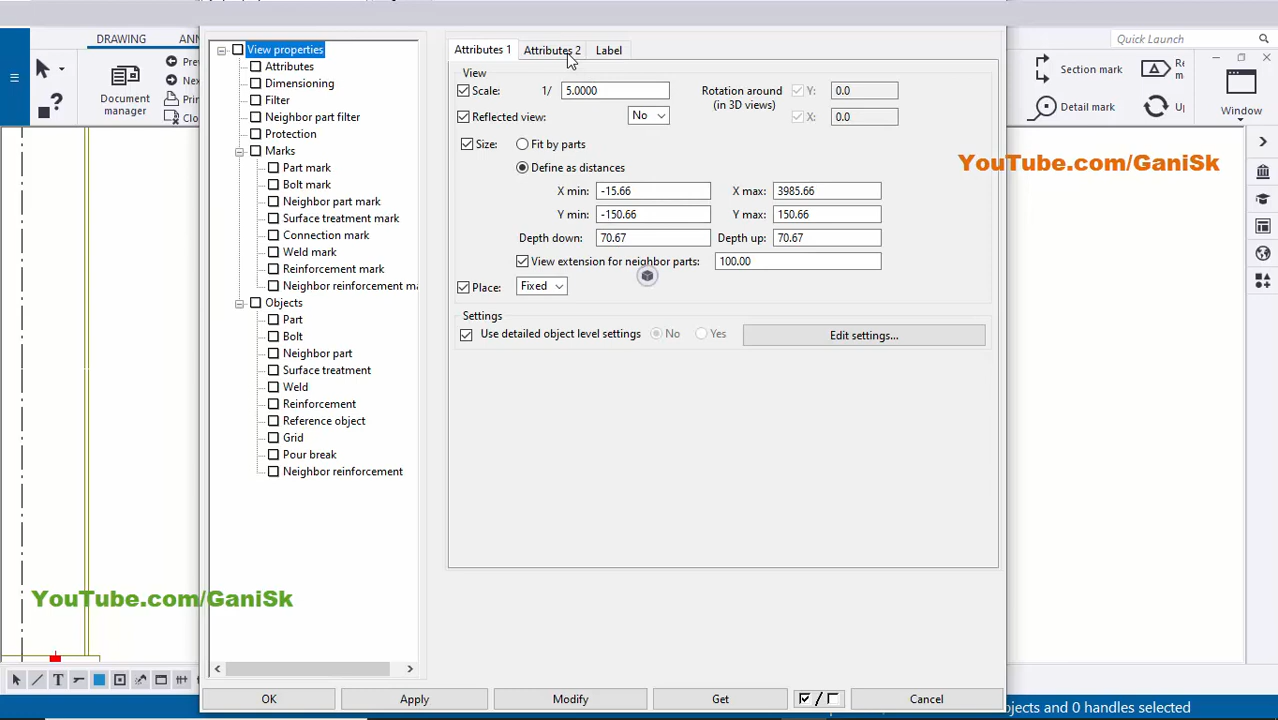 DRAWING
ANN
Quick Launch
Document
manager
Pre
Nex
Prin
Clo
Section mark
Re
m
Detail mark
Up
Window
View properties
Attributes
Dimensioning
Filter
Neighbor part filter
Protection
Marks
Part mark
Bolt mark
Neighbor part mark
Surface treatment mark
Connection mark
Weld mark
Reinforcement mark
Neighbor reinforcement ma
Objects
Part
Bolt
Neighbor part
Surface treatment
Weld
Reinforcement
Reference object
Grid
Pour break
Neighbor reinforcement
Attributes 1 Attributes 2 Label
View
Scale: 1/ 5.0000 Rotation around Y: 0.0
(in 3D views)
Reflected view: No X: 0.0
Size: Fit by parts
Define as distances
X min: -15.66 X max: 3985.66
Y min: -150.66 Y max: 150.66
Depth down: 70.67 Depth up: 70.67
View extension for neighbor parts: 100.00
Place: Fixed
Settings
Use detailed object level settings No Yes Edit settings...
YouTube.com/GaniSk
YouTube.com/GaniSk
OK Apply Modify Get Cancel
bjects and 0 handles selected